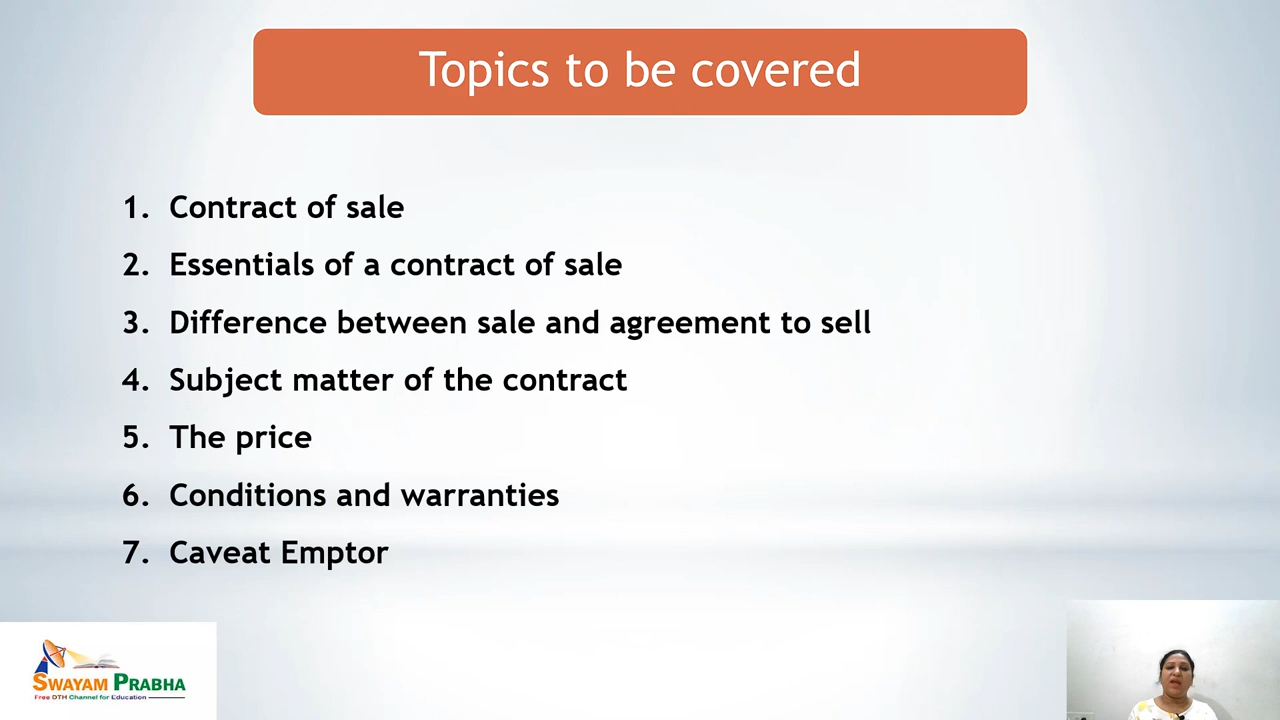 Topics to be covered
1. Contract of sale
2. Essentials of a contract of sale
3. Difference between sale and agreement to sell
4. Subject matter of the contract
5. The price
6. Conditions and warranties
7. Caveat Emptor
SWAYAM PRABHA
Free DTH Channel for Education